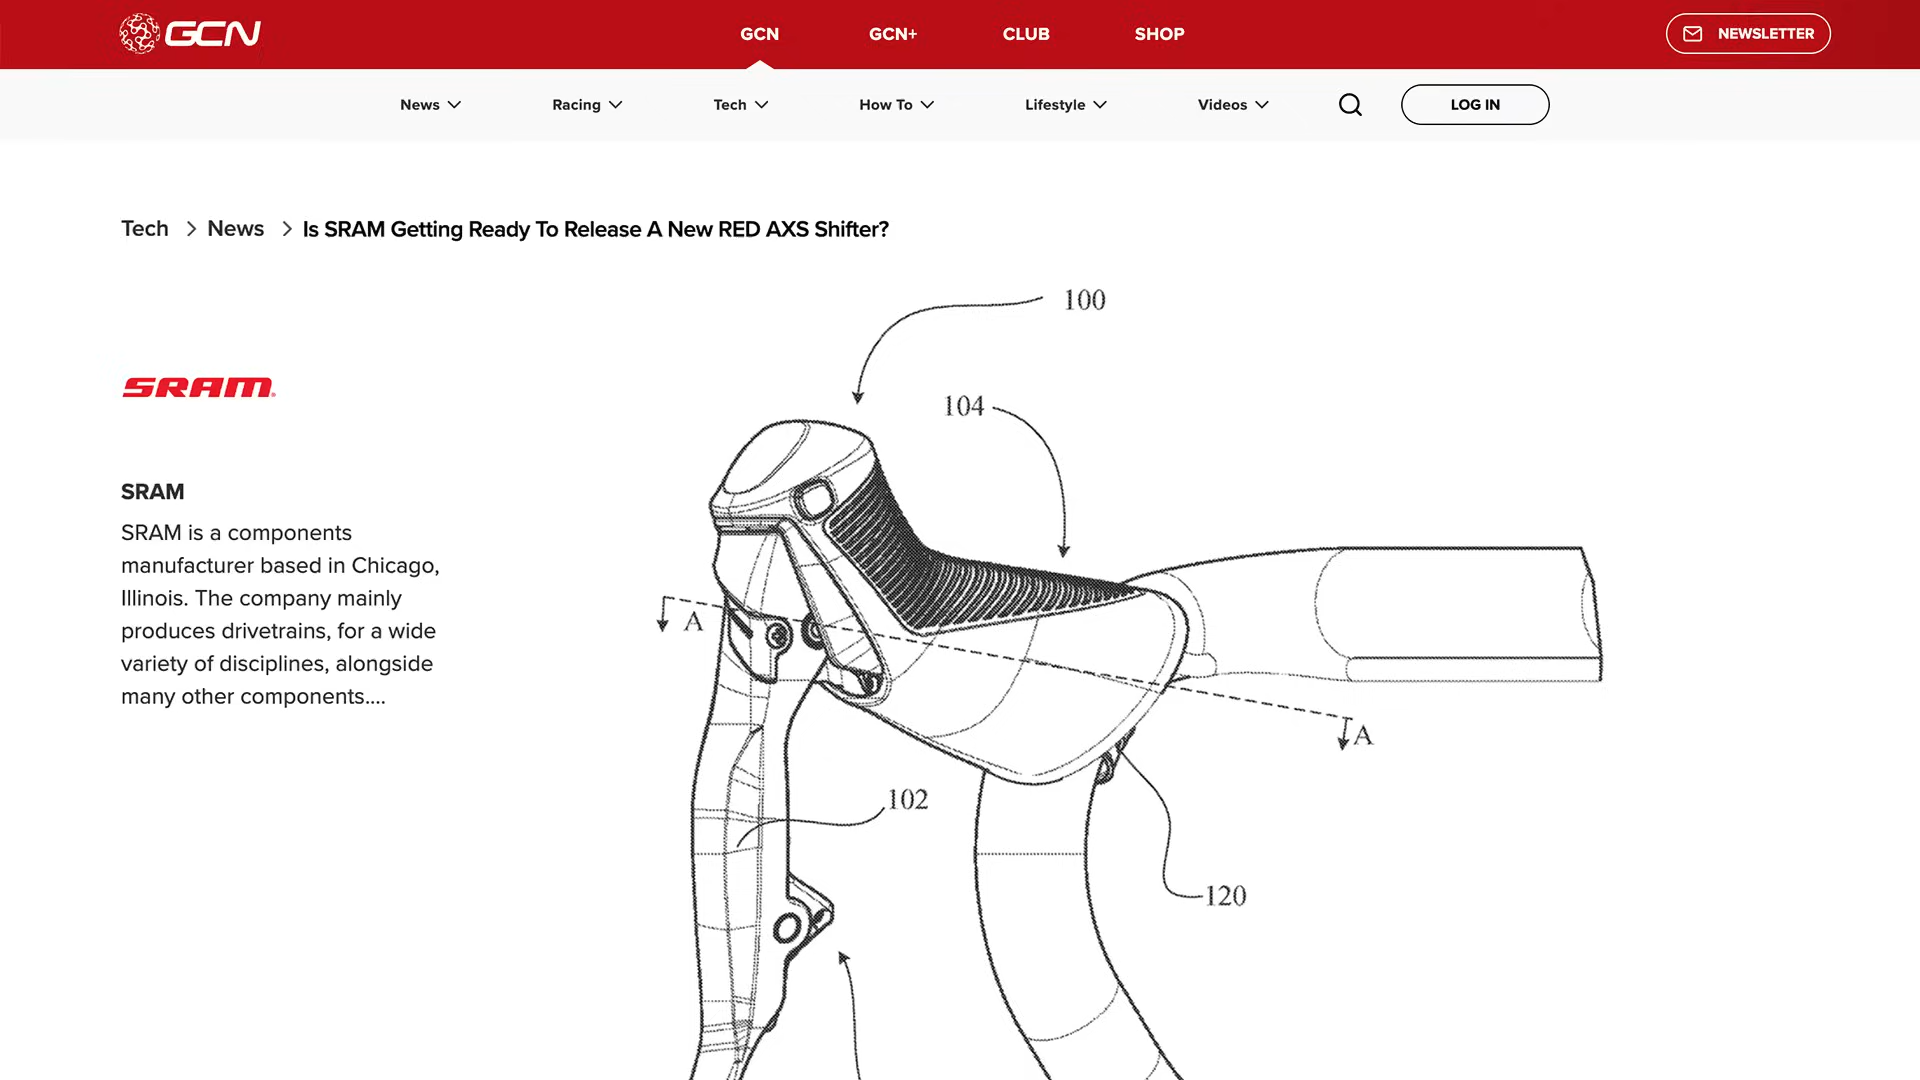 GCN
GCN
GCN+
CLUB
SHOP
NEWSLETTER
News
Racing
Tech
How To
Lifestyle
Videos
LOG IN
Tech > News > Is SRAM Getting Ready To Release A New RED AXS Shifter?
100
104
SRAM
SRAM
SRAM is a components
manufacturer based in Chicago,
Illinois. The company mainly
produces drivetrains, for a wide
variety of disciplines, alongside
many other components....
A
A
102
120